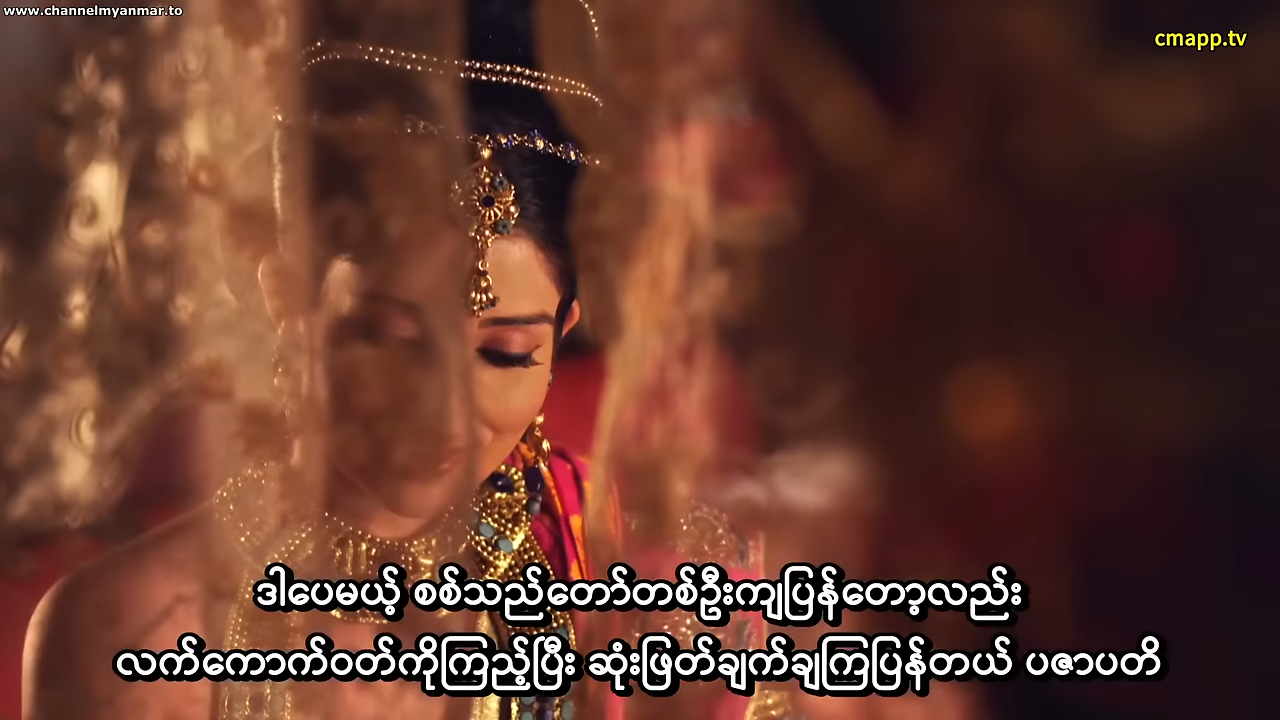 www.channelmyanmar.to
cmapp.tv
ဒါပေမယ့် စစ်သည်တော်တစ်ဦးကျပြန်တော့လည်း
လက်ကောက်ဝတ်ကိုကြည့်ပြီး ဆုံးဖြတ်ချက်ချကြပြန်တယ် ပဇာပတိ